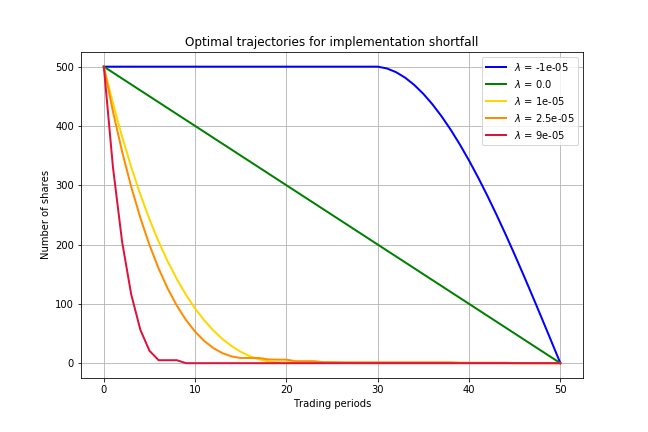 Optimal trajectories for implementation shortfall
Number of shares
500
400
300
200
100
0
0 10 20 30 40 50
Trading periods
λ = -1e-05
λ = 0.0
λ = 1e-05
λ = 2.5e-05
λ = 9e-05